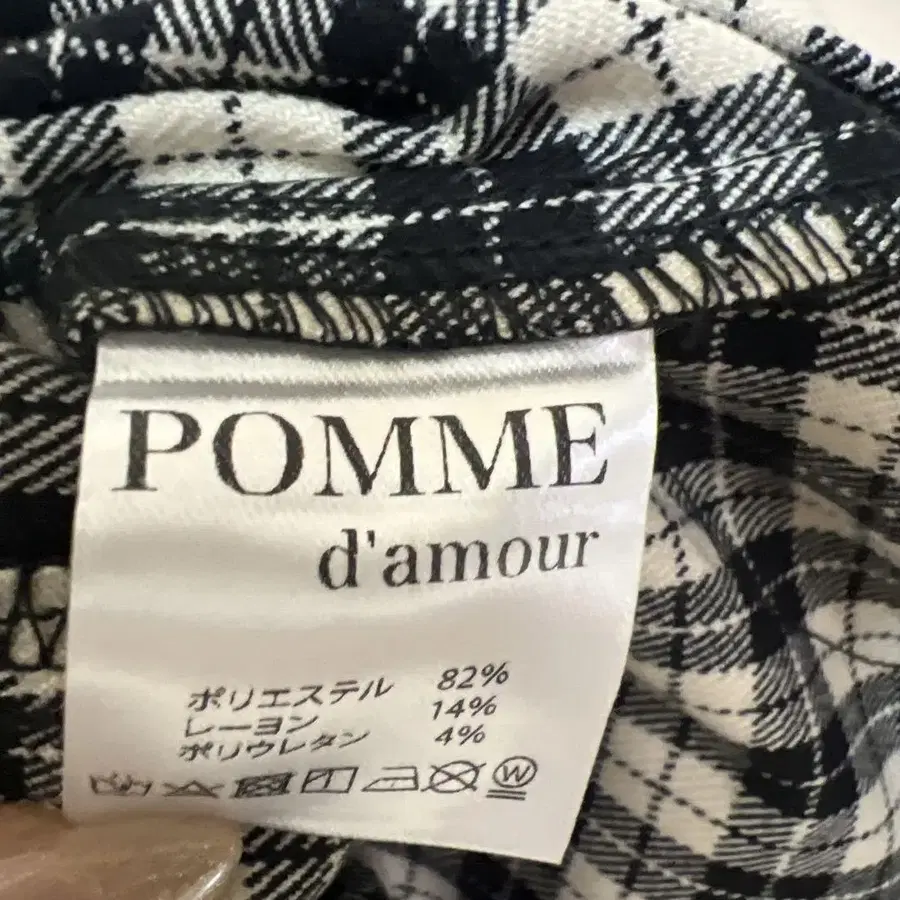 POMME
d'amour
ポリエステル 82%
レーヨン 14%
ポリウレタン 4%
W